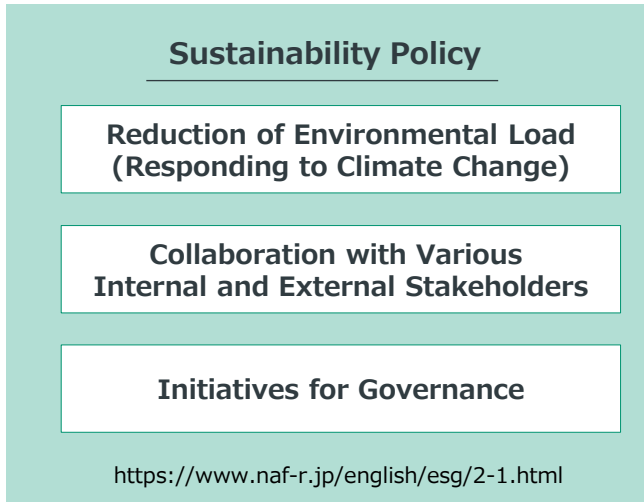 Sustainability Policy
Reduction of Environmental Load
(Responding to Climate Change)
Collaboration with Various
Internal and External Stakeholders
Initiatives for Governance
https://www.naf-r.jp/english/esg/2-1.html